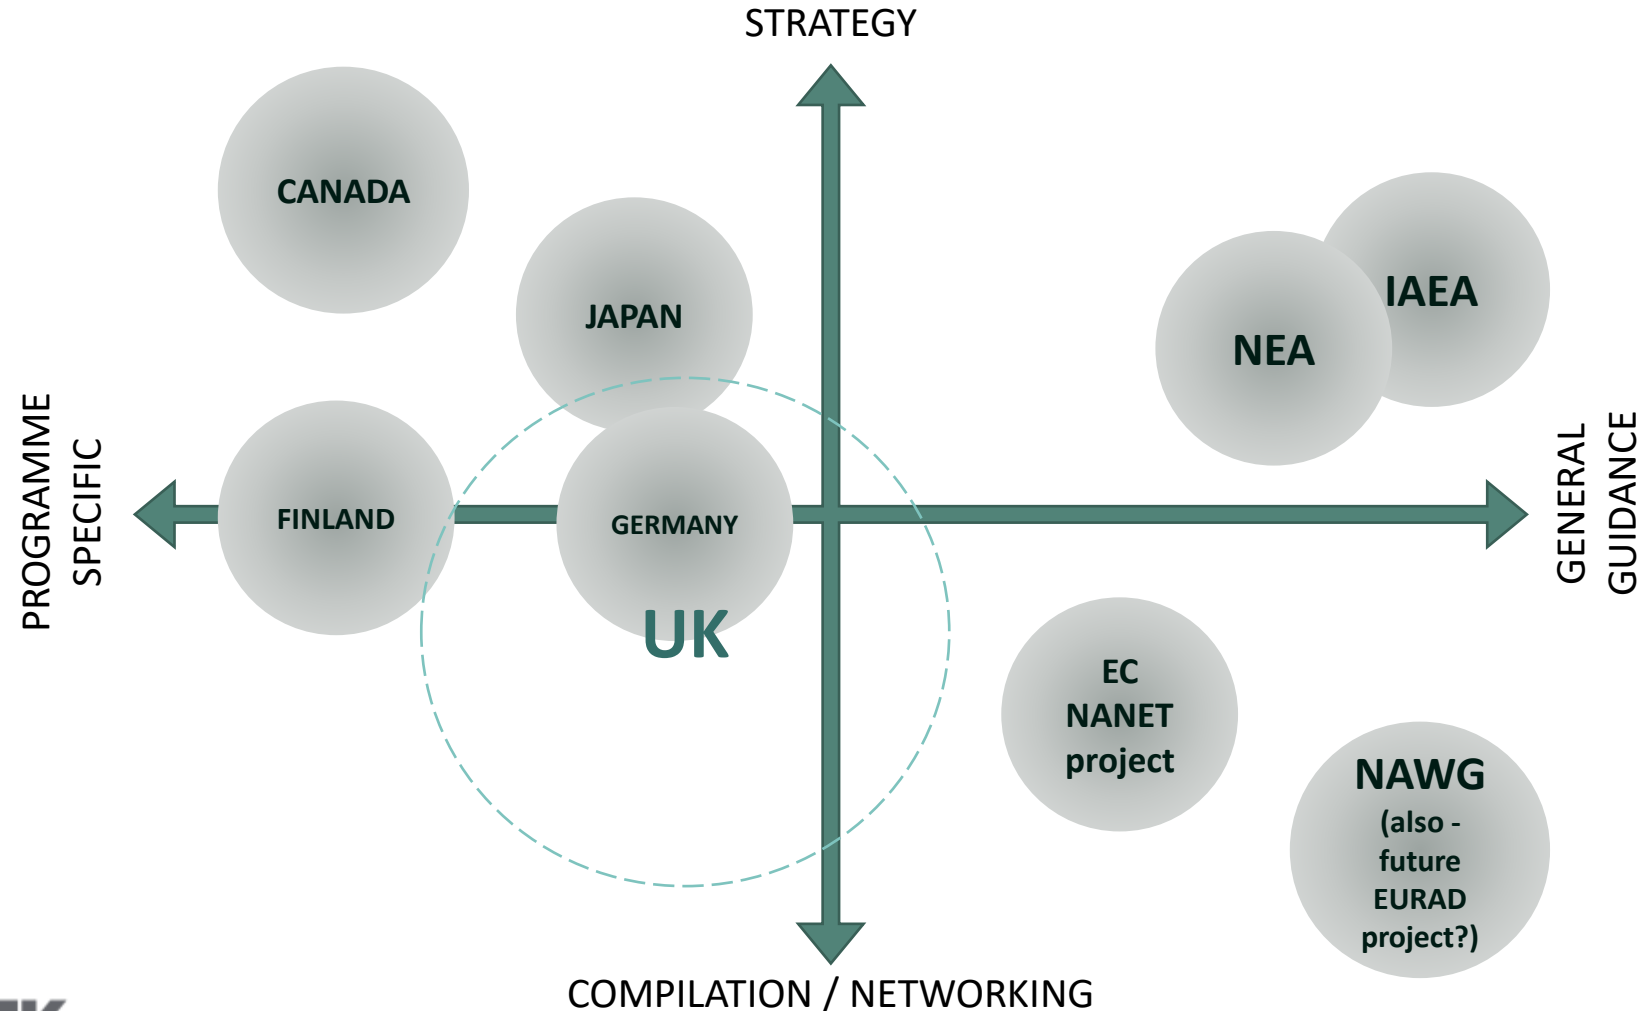 STRATEGY
CANADA
JAPAN
IAEA
NEA
PROGRAMME
SPECIFIC
FINLAND
GERMANY
GENERAL
GUIDANCE
UK
EC
NANET
project
NAWG
(also -
future
EURAD
project?)
COMPILATION / NETWORKING